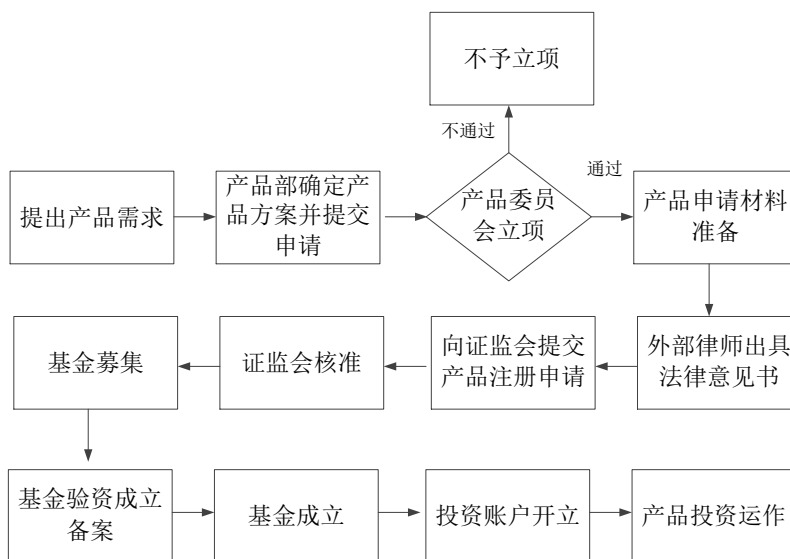 不予立项
不通过
通过
提出产品需求
产品部确定产
品方案并提交
申请
产品委员
会立项
产品申请材料
准备
基金募集
证监会核准
向证监会提交
产品注册申请
外部律师出具
法律意见书
基金验资成立
备案
基金成立
投资账户开立
产品投资运作